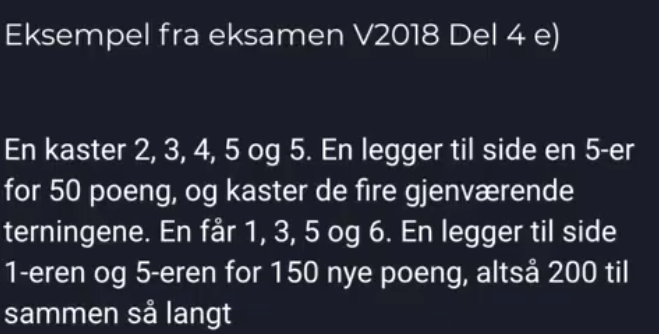 Eksempel fra eksamen V2018 Del 4 e)
En kaster 2, 3, 4, 5 og 5. En legger til side en 5-er
for 50 poeng, og kaster de fire gjenværende
terningene. En får 1, 3, 5 og 6. En legger til side
1-eren og 5-eren for 150 nye poeng, altså 200 til
sammen så langt